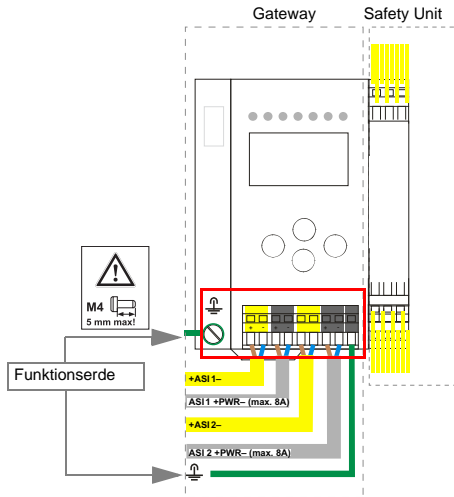 Gateway
Safety Unit
M4
5 mm max!
Funktionserde
+ -
+ -
+ASI 1–
ASI 1 +PWR– (max. 8A)
+ASI 2–
ASI 2 +PWR– (max. 8A)